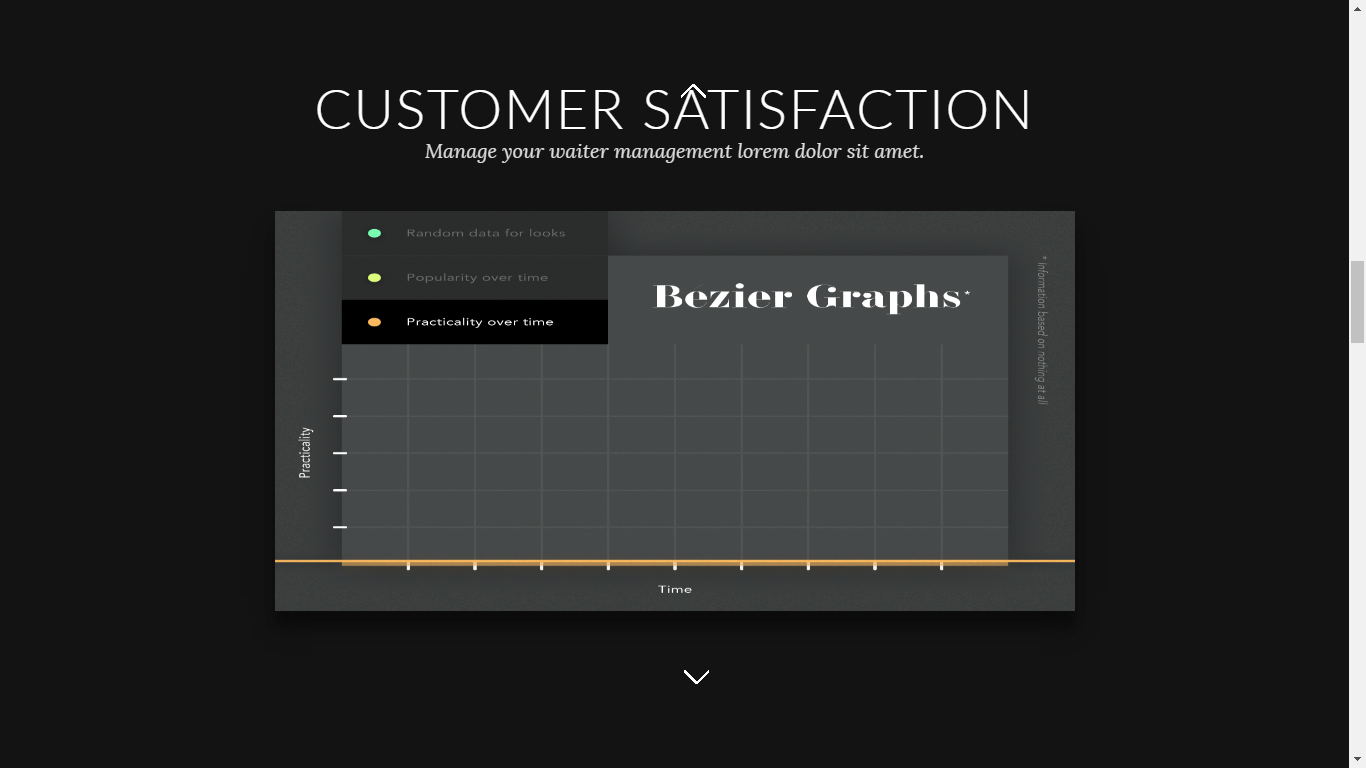 CUSTOMER SATISFACTION
Manage your waiter management lorem dolor sit amet.
Random data for looks
Popularity over time
Practicality over time
Bezier Graphs*
* Information based on nothing at all
Practicality
Time